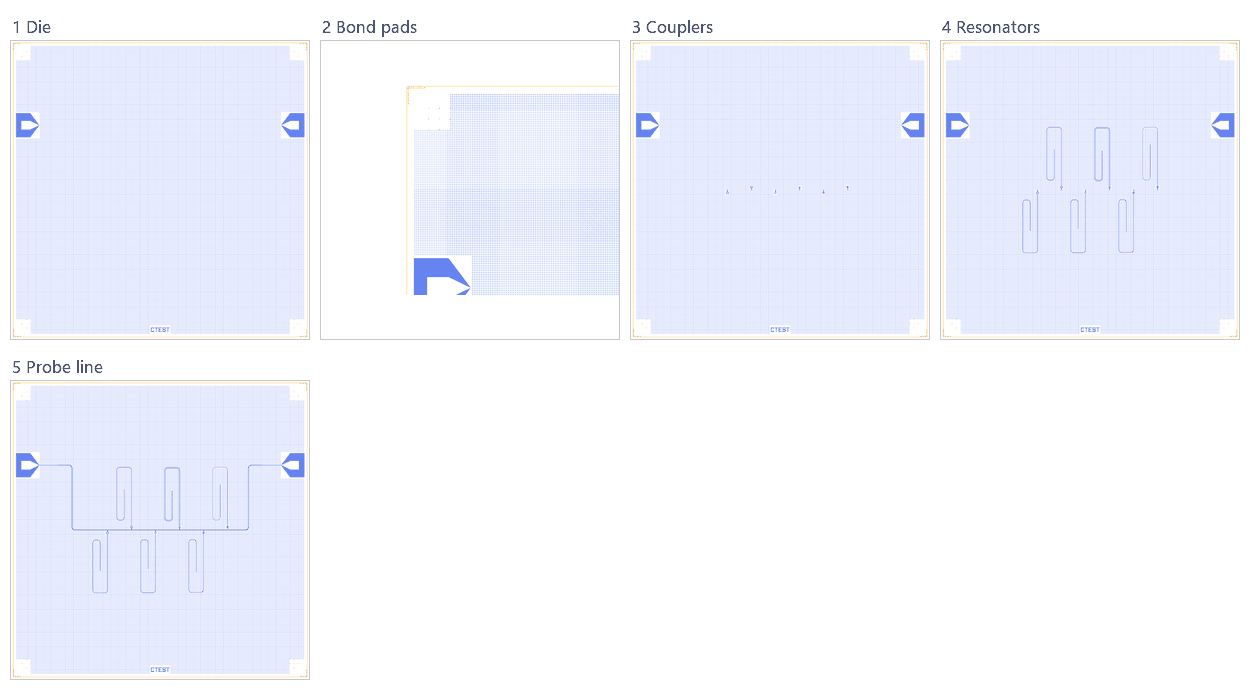 1 Die
2 Bond pads
3 Couplers
4 Resonators
CTEST
CTEST
CTEST
5 Probe line
CTEST